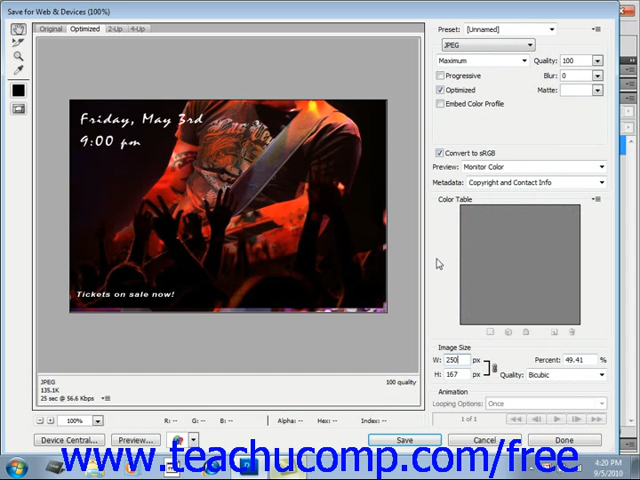 Save for Web & Devices (100%)
Original Optimized 2-Up 4-Up
Preset: [Unnamed]
JPEG
Maximum Quality: 100
Progressive Blur: 0
Optimized Matte:
Embed Color Profile
Convert to sRGB
Preview: Monitor Color
Metadata: Copyright and Contact Info
Color Table
Friday, May 3rd
9:00 pm
Tickets on sale now!
Image Size
W: 250 px Percent: 49.41 %
H: 167 px Quality: Bicubic
Animation
Looping Options: Once
1 of 1
JPEG 100 quality
135.1K
25 sec @ 56.6 Kbps
100% R: -- G: -- B: -- Alpha: -- Hex: -- Index: --
Device Central... Preview... Save Cancel Done
www.teachucomp.com/free
4:20 PM
9/5/2010